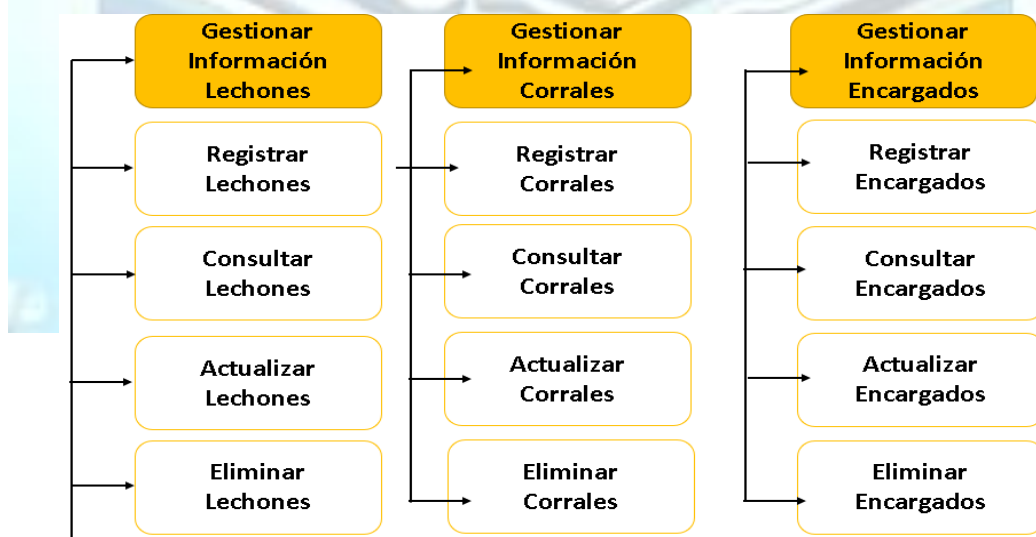 Gestionar
Información
Lechones
Registrar
Lechones
Consultar
Lechones
Actualizar
Lechones
Eliminar
Lechones
Gestionar
Información
Corrales
Registrar
Corrales
Consultar
Corrales
Actualizar
Corrales
Eliminar
Corrales
Gestionar
Información
Encargados
Registrar
Encargados
Consultar
Encargados
Actualizar
Encargados
Eliminar
Encargados